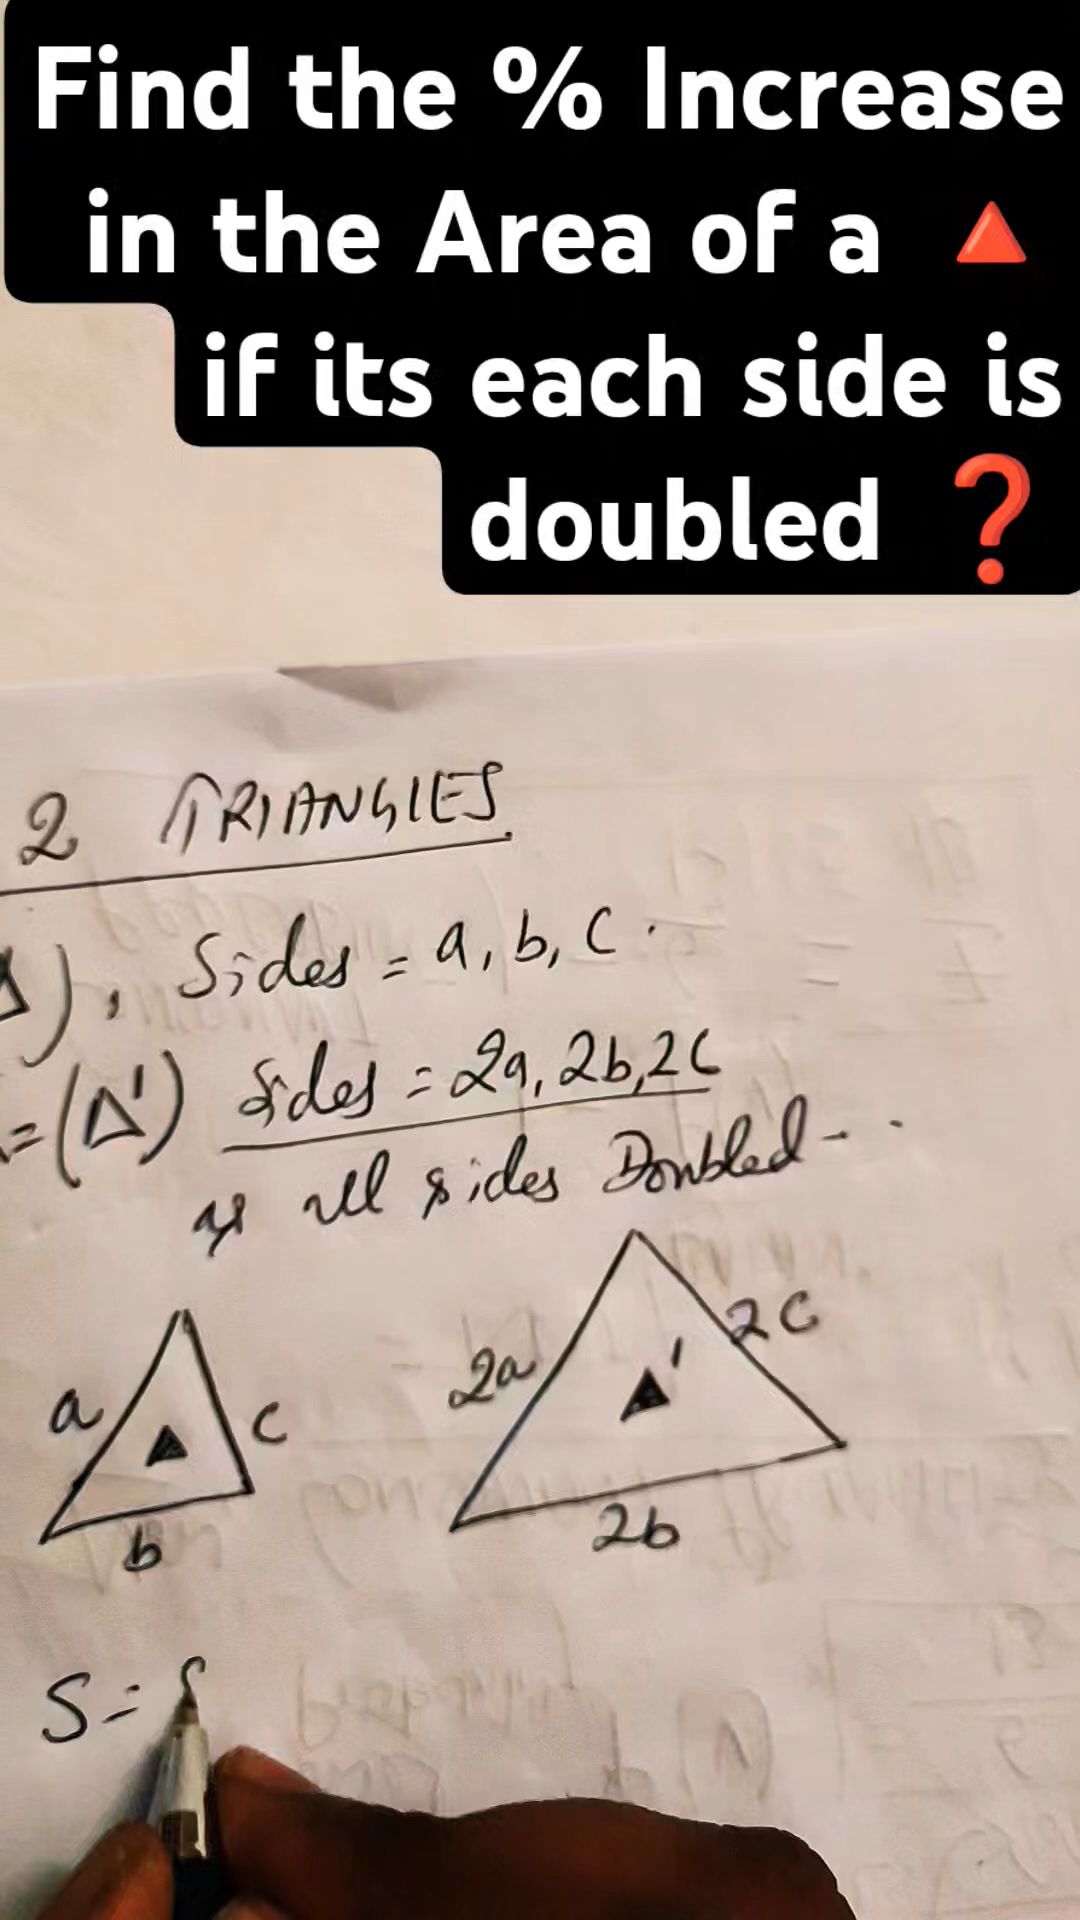 Find the % Increase
in the Area of a 🔺
if its each side is
doubled ❓
2 TRIANGLES
Δ), Sides = a, b, c.
= (Δ') Sides = 2a, 2b, 2c
as all sides Doubled - ..
a
c
b
2a
2c
Δ'
2b
S =